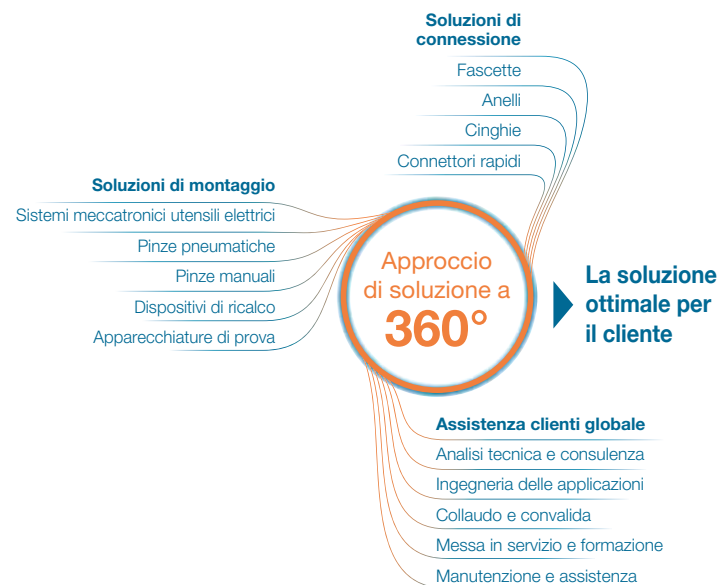 Soluzioni di
connessione
Fascette
Anelli
Cinghie
Connettori rapidi
Soluzioni di montaggio
Sistemi meccatronici utensili elettrici
Pinze pneumatiche
Pinze manuali
Dispositivi di ricalco
Apparecchiature di prova
Approccio
di soluzione a
360°
La soluzione
ottimale per
il cliente
Assistenza clienti globale
Analisi tecnica e consulenza
Ingegneria delle applicazioni
Collaudo e convalida
Messa in servizio e formazione
Manutenzione e assistenza